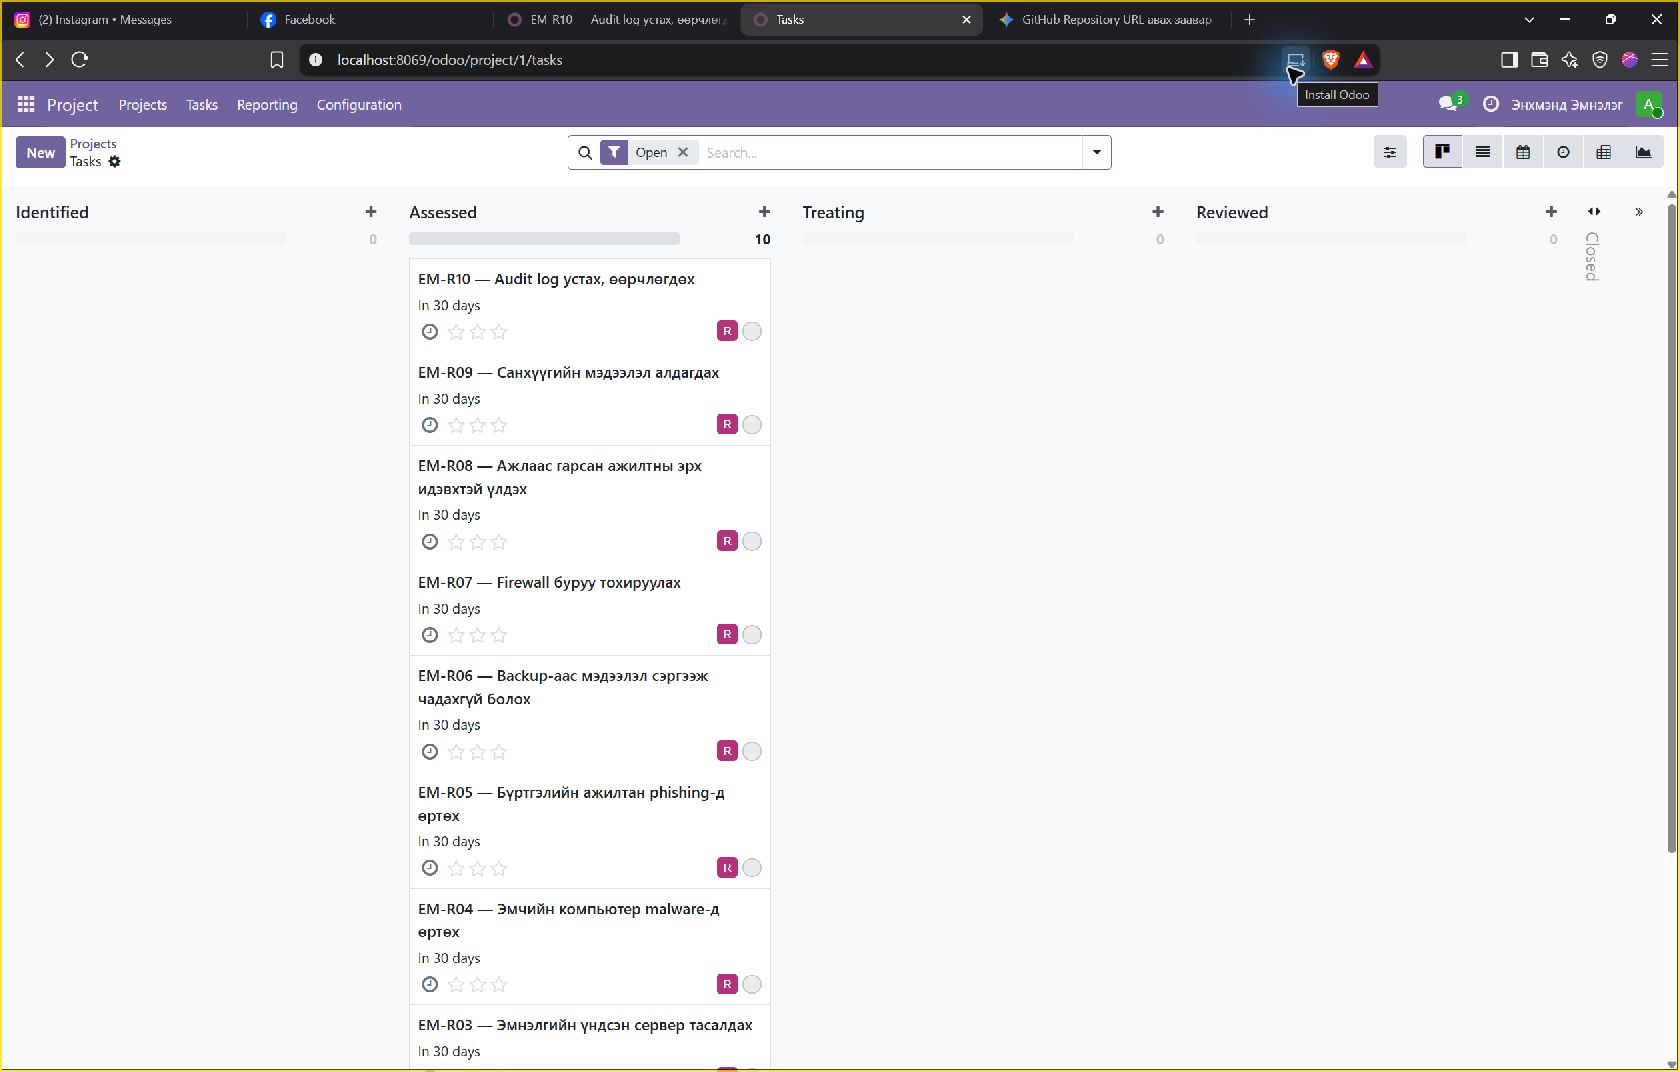 (2) Instagram • Messages
Facebook
EM-R10
Audit log устах, өөрчлөгд
Tasks
GitHub Repository URL авах заавар
localhost:8069/odoo/project/1/tasks
Install Odoo
Project
Projects
Tasks
Reporting
Configuration
3
Энхмэнд Эмнэлэг
A
New
Projects
Tasks
Open
Search...
Identified
0
Assessed
10
Treating
0
Reviewed
0
Closed
EM-R10 — Audit log устах, өөрчлөгдөх
In 30 days
R
EM-R09 — Санхүүгийн мэдээлэл алдагдах
In 30 days
R
EM-R08 — Ажлаас гарсан ажилтны эрх
идэвхтэй үлдэх
In 30 days
R
EM-R07 — Firewall буруу тохируулах
In 30 days
R
EM-R06 — Backup-аас мэдээлэл сэргээж
чадахгүй болох
In 30 days
R
EM-R05 — Бүртгэлийн ажилтан phishing-д
өртөх
In 30 days
R
EM-R04 — Эмчийн компьютер malware-д
өртөх
In 30 days
R
EM-R03 — Эмнэлгийн үндсэн сервер тасалдах
In 30 days